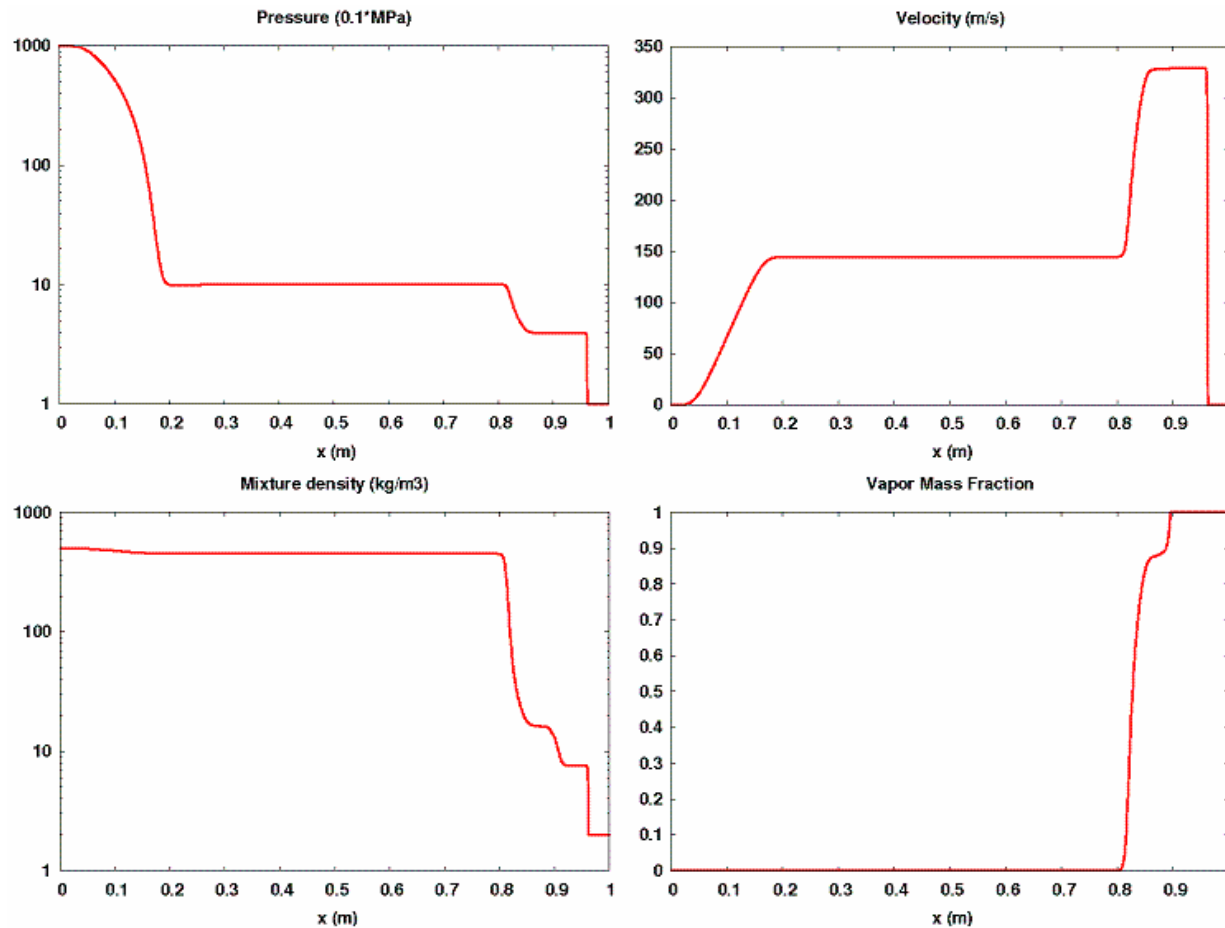 Pressure (0.1*MPa)
1000
100
10
1
0 0.1 0.2 0.3 0.4 0.5 0.6 0.7 0.8 0.9 1
x (m)
Velocity (m/s)
350
300
250
200
150
100
50
0
0 0.1 0.2 0.3 0.4 0.5 0.6 0.7 0.8 0.9
x (m)
Mixture density (kg/m3)
1000
100
10
1
0 0.1 0.2 0.3 0.4 0.5 0.6 0.7 0.8 0.9 1
x (m)
Vapor Mass Fraction
1
0.9
0.8
0.7
0.6
0.5
0.4
0.3
0.2
0.1
0
0 0.1 0.2 0.3 0.4 0.5 0.6 0.7 0.8 0.9
x (m)